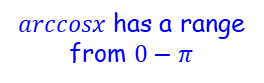 arccosx has a range
from 0 − π